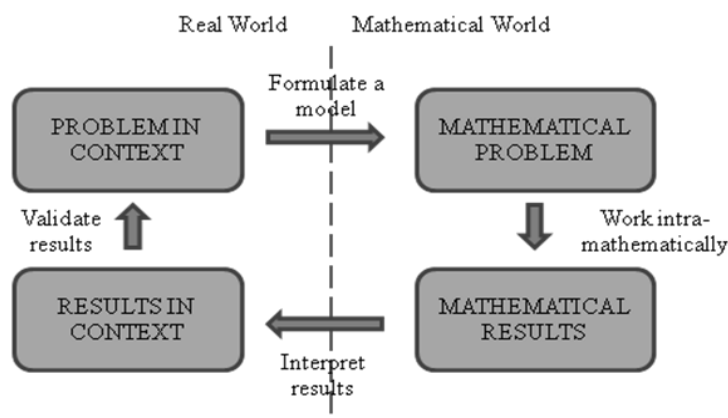 Real World
Mathematical World
Formulate a
model
PROBLEM IN
CONTEXT
MATHEMATICAL
PROBLEM
Validate
results
Work intra-
mathematically
RESULTS IN
CONTEXT
MATHEMATICAL
RESULTS
Interpret
results